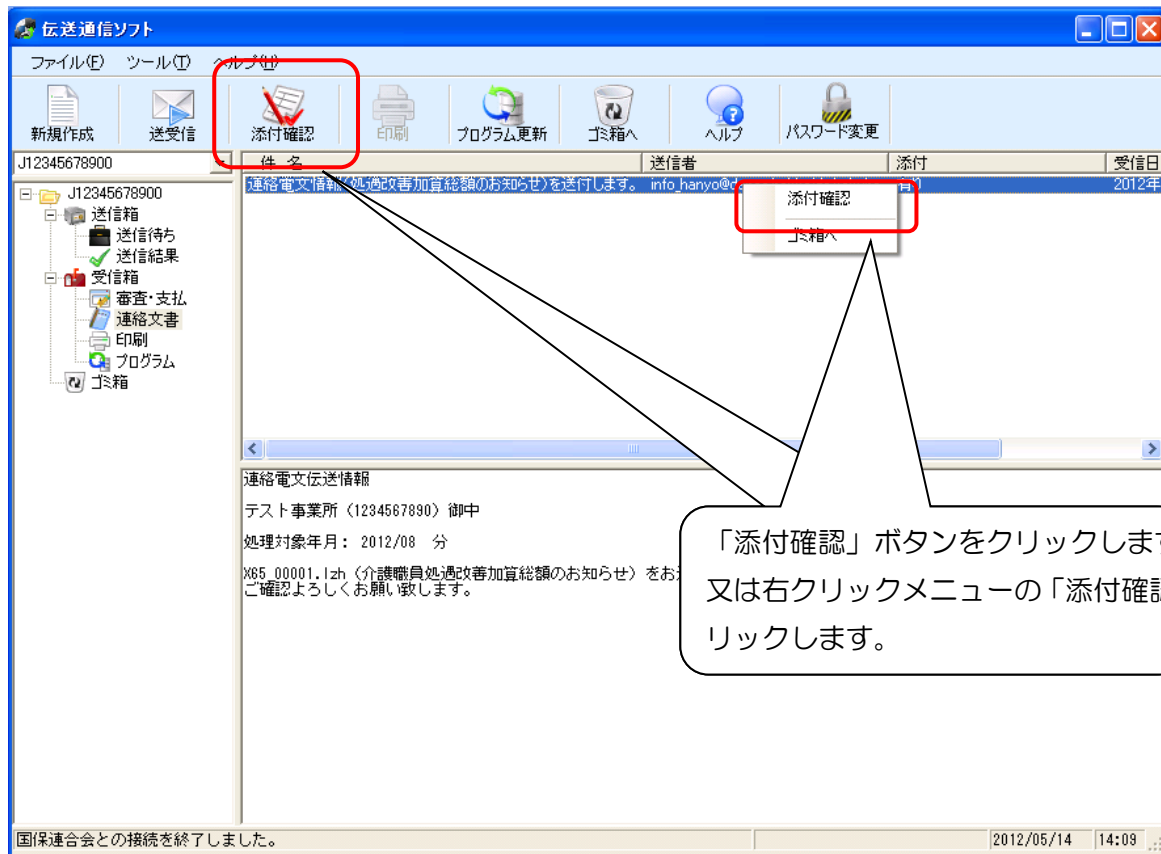 伝送通信ソフト
ファイル(F) ツール(T) ヘルプ(H)
新規作成 送受信 添付確認 印刷 プログラム更新 ゴミ箱へ ヘルプ パスワード変更
J12345678900
件 名 送信者 添付 受信日
連絡電文情報(処遇改善加算総額のお知らせ)を送付します。 info_hanyo@ 2012年
添付確認
ゴミ箱へ
J12345678900
送信箱
送信待ち
送信結果
受信箱
審査・支払
連絡文書
印刷
プログラム
ゴミ箱
連絡電文伝送情報
テスト事業所（1234567890）御中
処理対象年月： 2012/08 分
X65_00001.lzh（介護職員処遇改善加算総額のお知らせ）をお
ご確認よろしくお願い致します。
「添付確認」ボタンをクリックします
又は右クリックメニューの「添付確認
リックします。
国保連合会との接続を終了しました。
2012/05/14 14:09